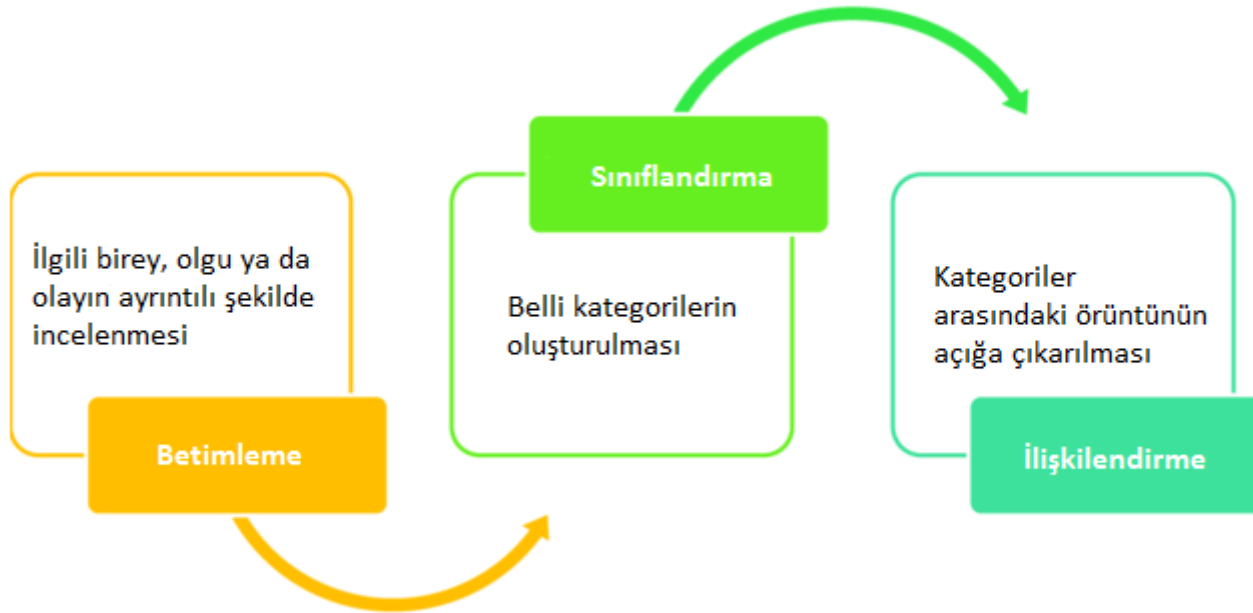 İlgili birey, olgu ya da
olayın ayrıntılı şekilde
incelenmesi
Betimleme
Sınıflandırma
Belli kategorilerin
oluşturulması
Kategoriler
arasındaki örüntünün
açığa çıkarılması
İlişkilendirme